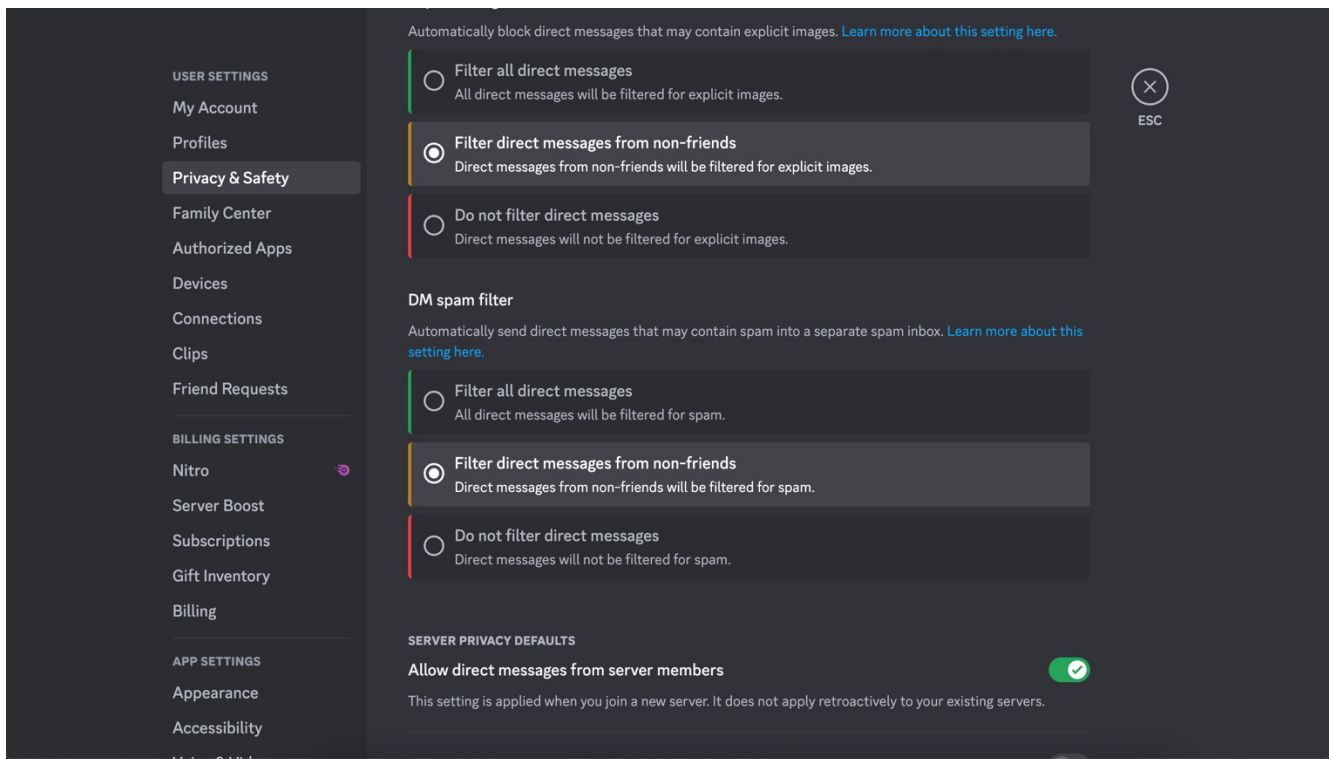 USER SETTINGS
My Account
Profiles
Privacy & Safety
Family Center
Authorized Apps
Devices
Connections
Clips
Friend Requests
BILLING SETTINGS
Nitro
Server Boost
Subscriptions
Gift Inventory
Billing
APP SETTINGS
Appearance
Accessibility
Automatically block direct messages that may contain explicit images. Learn more about this setting here.
Filter all direct messages
All direct messages will be filtered for explicit images.
Filter direct messages from non-friends
Direct messages from non-friends will be filtered for explicit images.
Do not filter direct messages
Direct messages will not be filtered for explicit images.
DM spam filter
Automatically send direct messages that may contain spam into a separate spam inbox. Learn more about this
setting here.
Filter all direct messages
All direct messages will be filtered for spam.
Filter direct messages from non-friends
Direct messages from non-friends will be filtered for spam.
Do not filter direct messages
Direct messages will not be filtered for spam.
SERVER PRIVACY DEFAULTS
Allow direct messages from server members
This setting is applied when you join a new server. It does not apply retroactively to your existing servers.
ESC